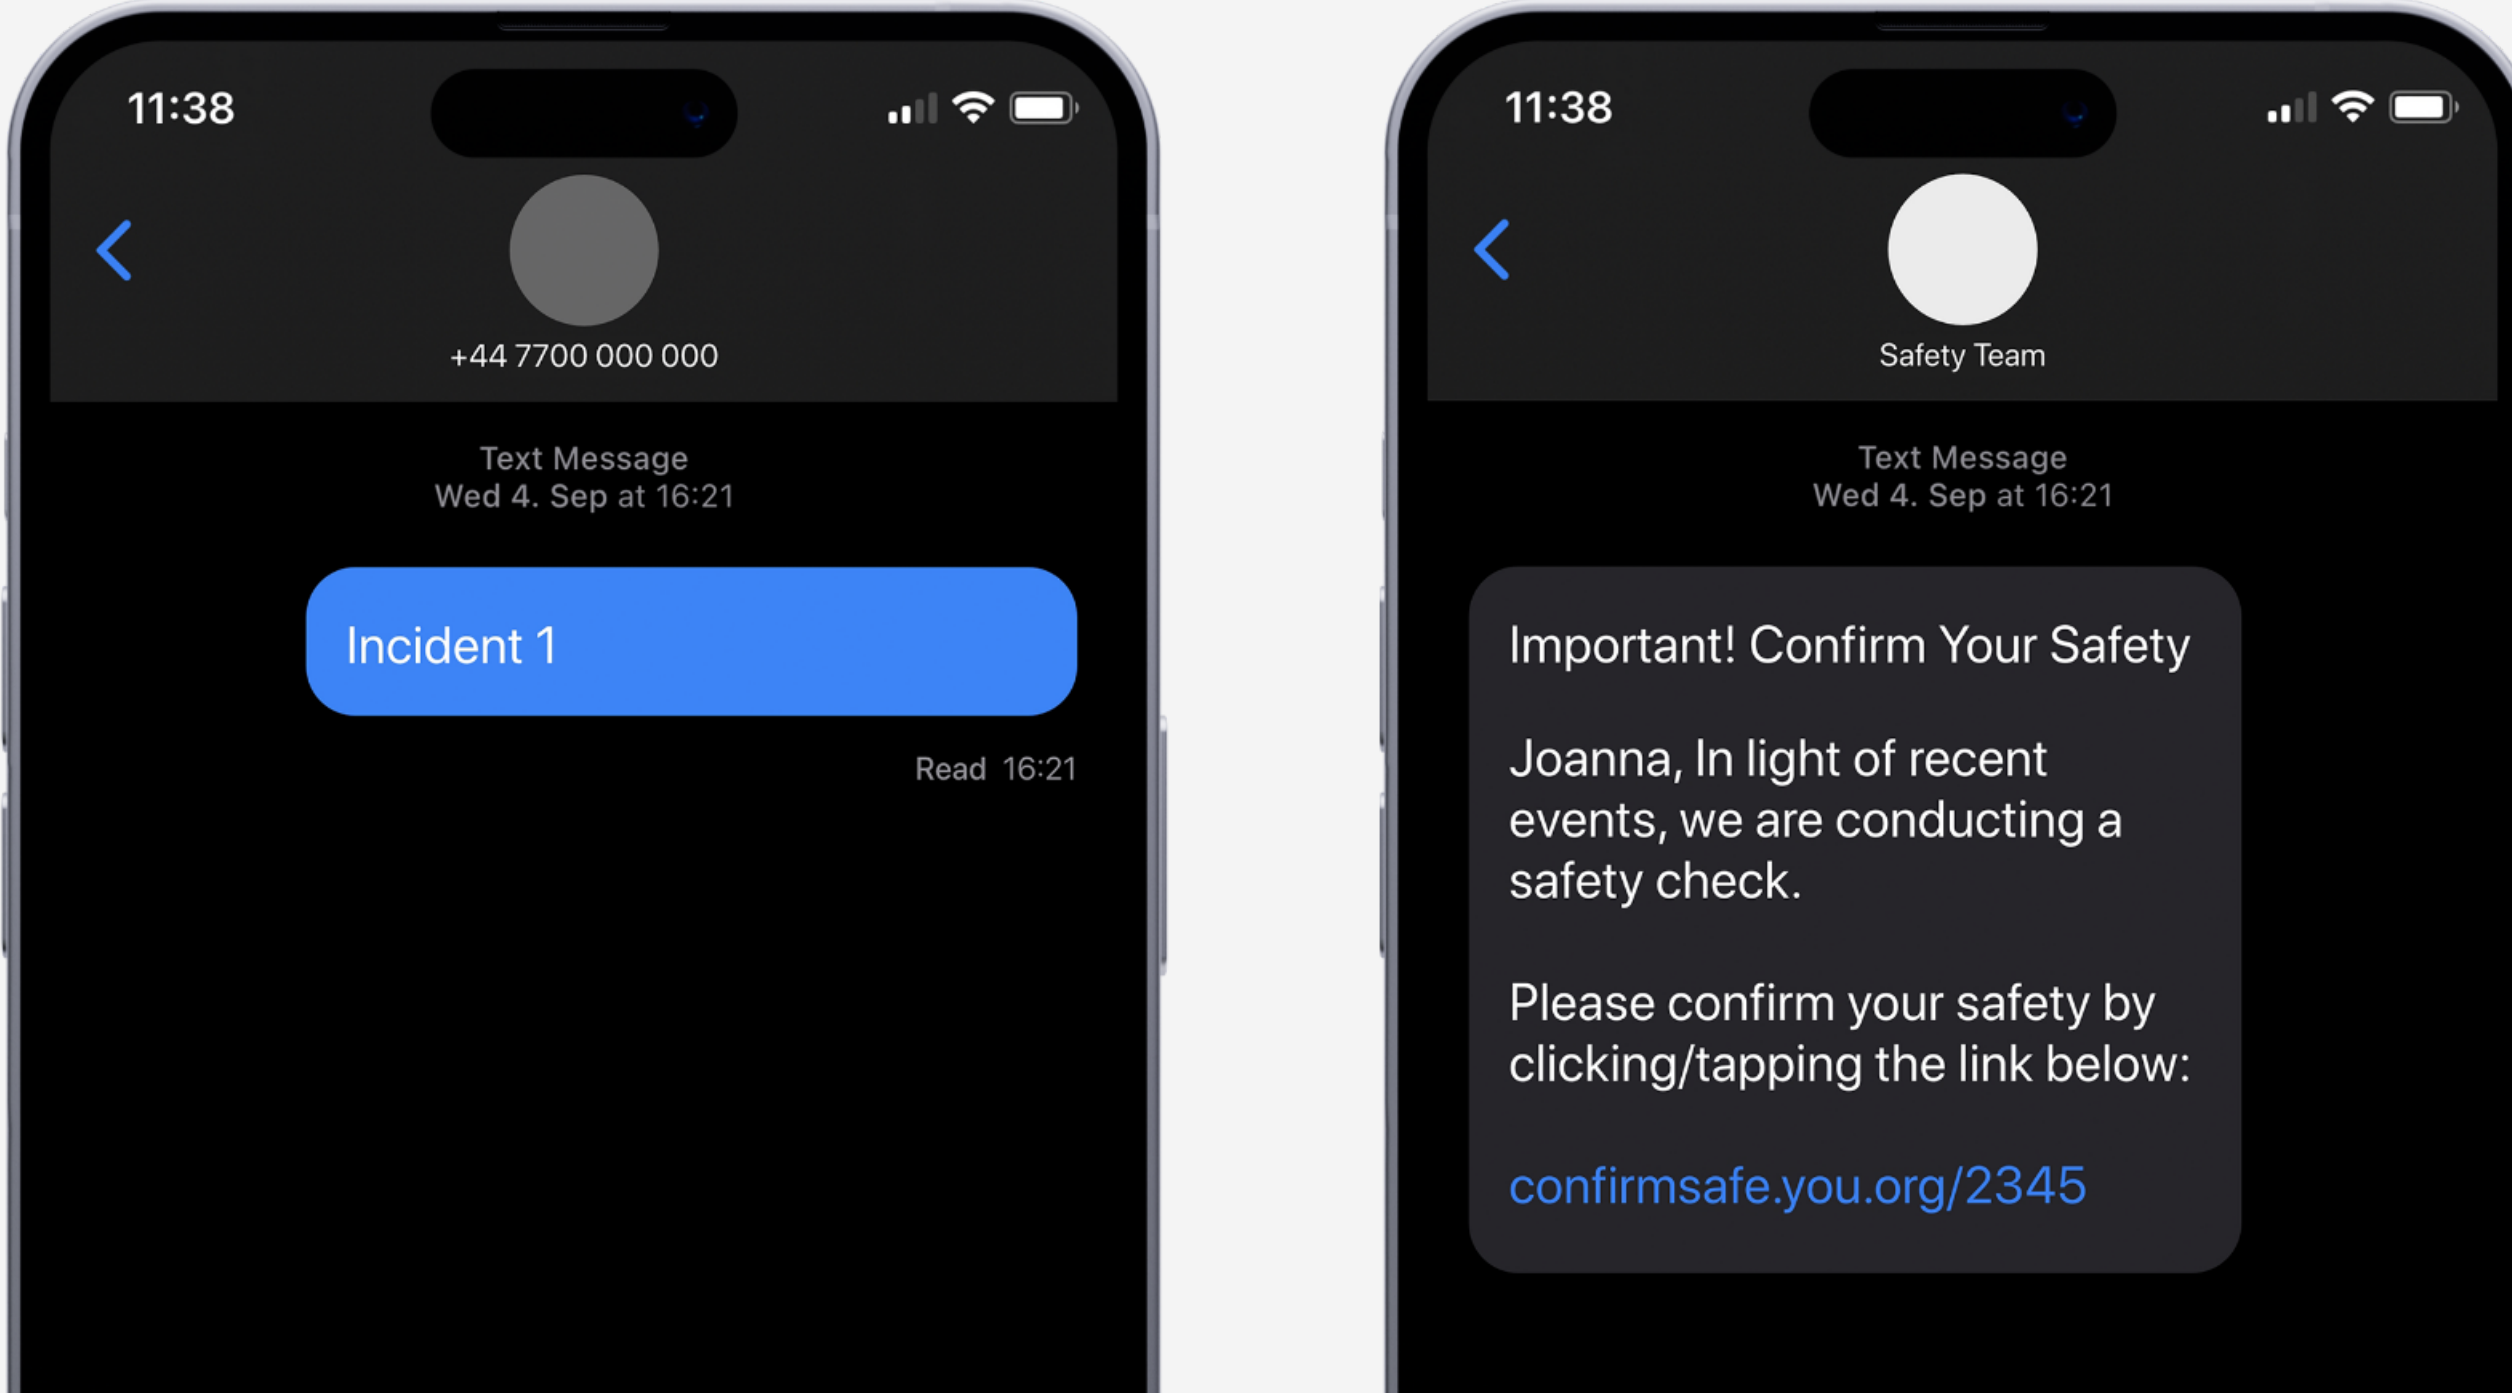 11:38
+44 7700 000 000
Text Message
Wed 4. Sep at 16:21
Incident 1
Read 16:21
11:38
Safety Team
Text Message
Wed 4. Sep at 16:21
Important! Confirm Your Safety
Joanna, In light of recent
events, we are conducting a
safety check.
Please confirm your safety by
clicking/tapping the link below:
confirmsafe.you.org/2345